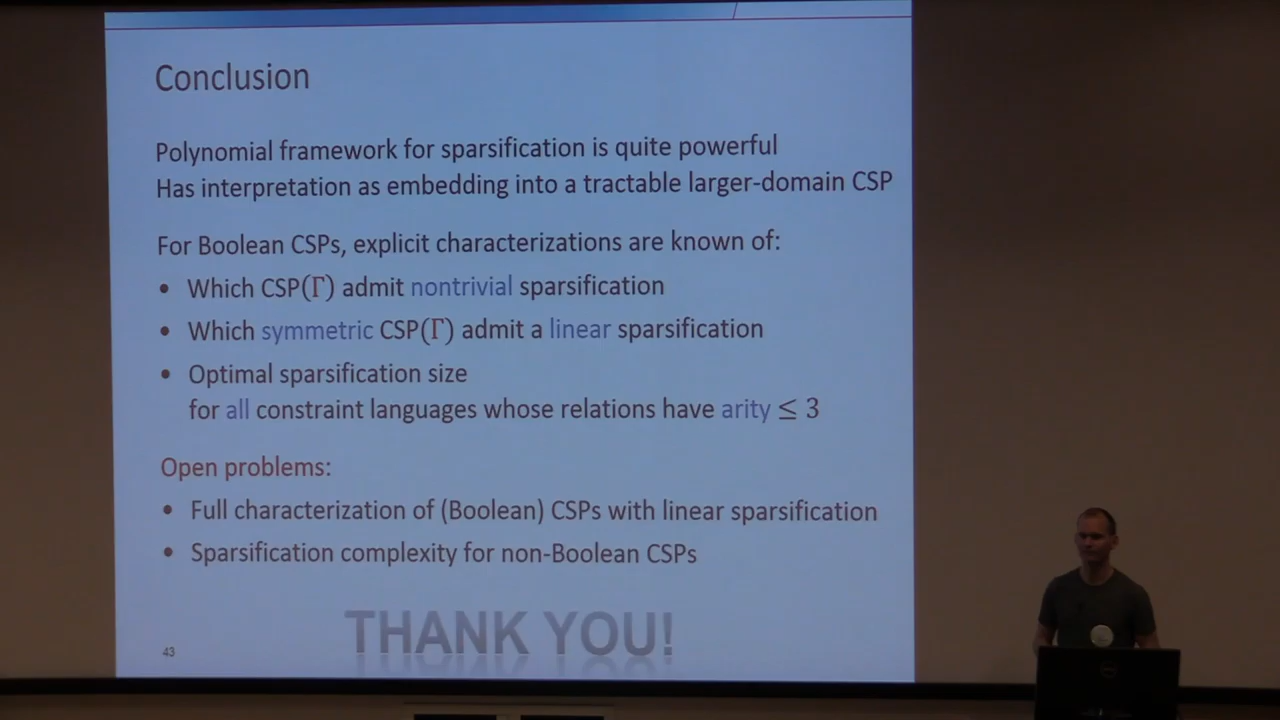 Conclusion
Polynomial framework for sparsification is quite powerful
Has interpretation as embedding into a tractable larger-domain CSP
For Boolean CSPs, explicit characterizations are known of:
• Which CSP(Γ) admit nontrivial sparsification
• Which symmetric CSP(Γ) admit a linear sparsification
• Optimal sparsification size
for all constraint languages whose relations have arity ≤ 3
Open problems:
• Full characterization of (Boolean) CSPs with linear sparsification
• Sparsification complexity for non-Boolean CSPs
THANK YOU!
43